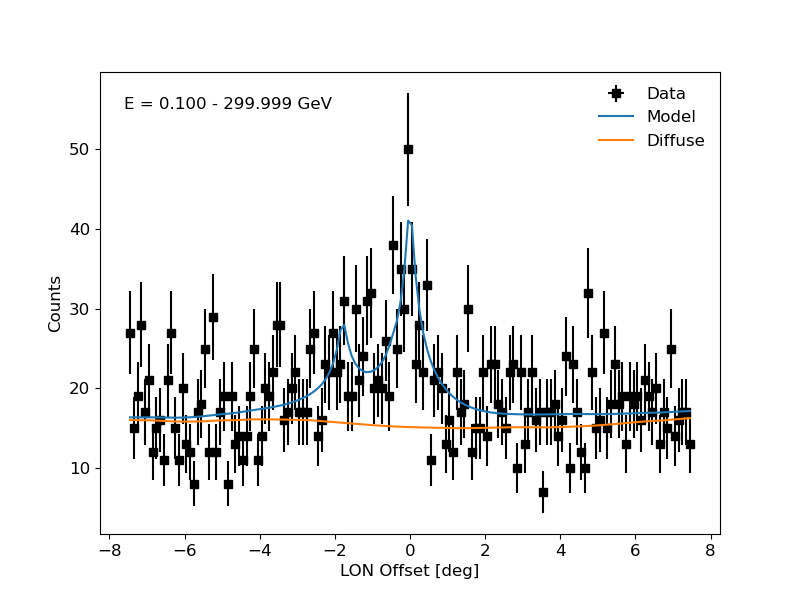 E = 0.100 - 299.999 GeV
Data
Model
Diffuse
Counts
50
40
30
20
10
−8 −6 −4 −2 0 2 4 6 8
LON Offset [deg]